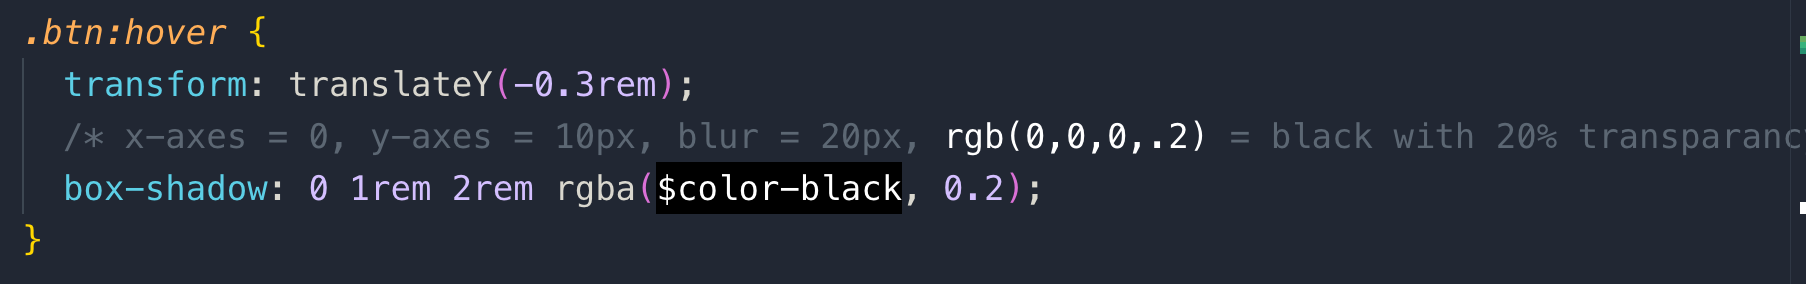 .btn:hover {
transform: translateY(-0.3rem);
/* x-axes = 0, y-axes = 10px, blur = 20px, rgb(0,0,0,.2) = black with 20% transparanc
box-shadow: 0 1rem 2rem rgba($color-black, 0.2);
}